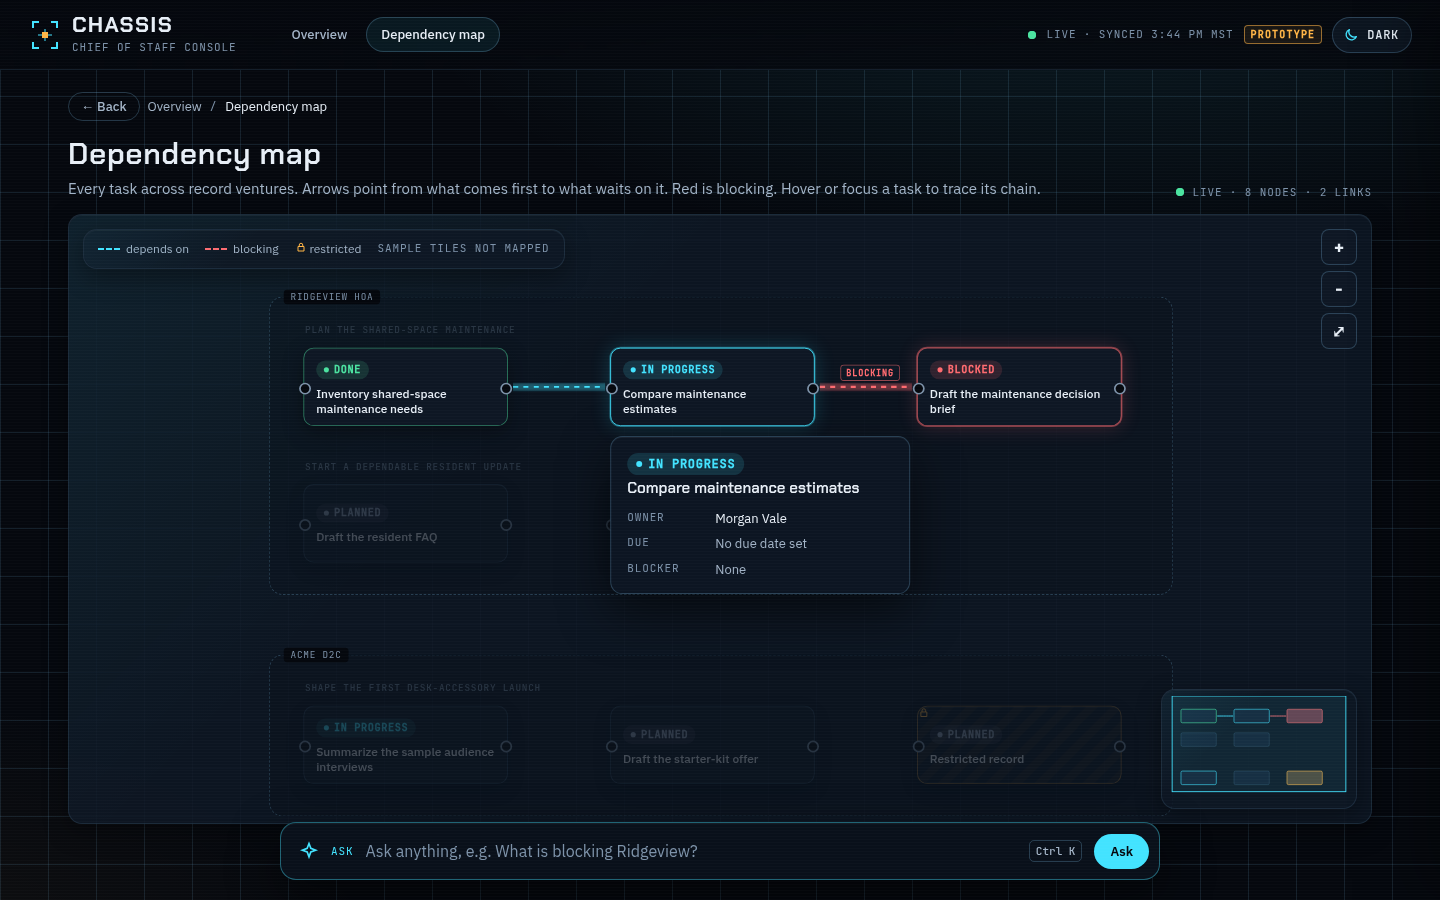 CHASSIS
CHIEF OF STAFF CONSOLE
Overview
Dependency map
LIVE · SYNCED 3:44 PM MST
PROTOTYPE
DARK
← Back
Overview / Dependency map
Dependency map
Every task across record ventures. Arrows point from what comes first to what waits on it. Red is blocking. Hover or focus a task to trace its chain.
LIVE · 8 NODES · 2 LINKS
depends on
blocking
restricted
SAMPLE TILES NOT MAPPED
+
-
RIDGEVIEW HOA
PLAN THE SHARED-SPACE MAINTENANCE
DONE
Inventory shared-space
maintenance needs
IN PROGRESS
Compare maintenance
estimates
BLOCKING
BLOCKED
Draft the maintenance decision
brief
START A DEPENDABLE RESIDENT UPDATE
PLANNED
Draft the resident FAQ
IN PROGRESS
Compare maintenance estimates
OWNER Morgan Vale
DUE No due date set
BLOCKER None
ACME D2C
SHAPE THE FIRST DESK-ACCESSORY LAUNCH
IN PROGRESS
Summarize the sample audience
interviews
PLANNED
Draft the starter-kit offer
PLANNED
Restricted record
ASK
Ask anything, e.g. What is blocking Ridgeview?
Ctrl K
Ask